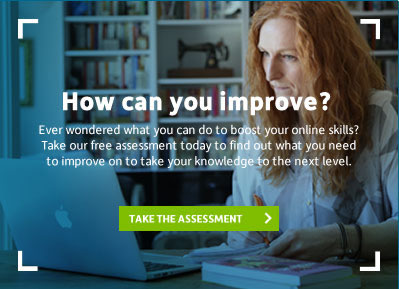 How can you improve?
Ever wondered what you can do to boost your online skills?
Take our free assessment today to find out what you need
to improve on to take your knowledge to the next level.
TAKE THE ASSESSMENT